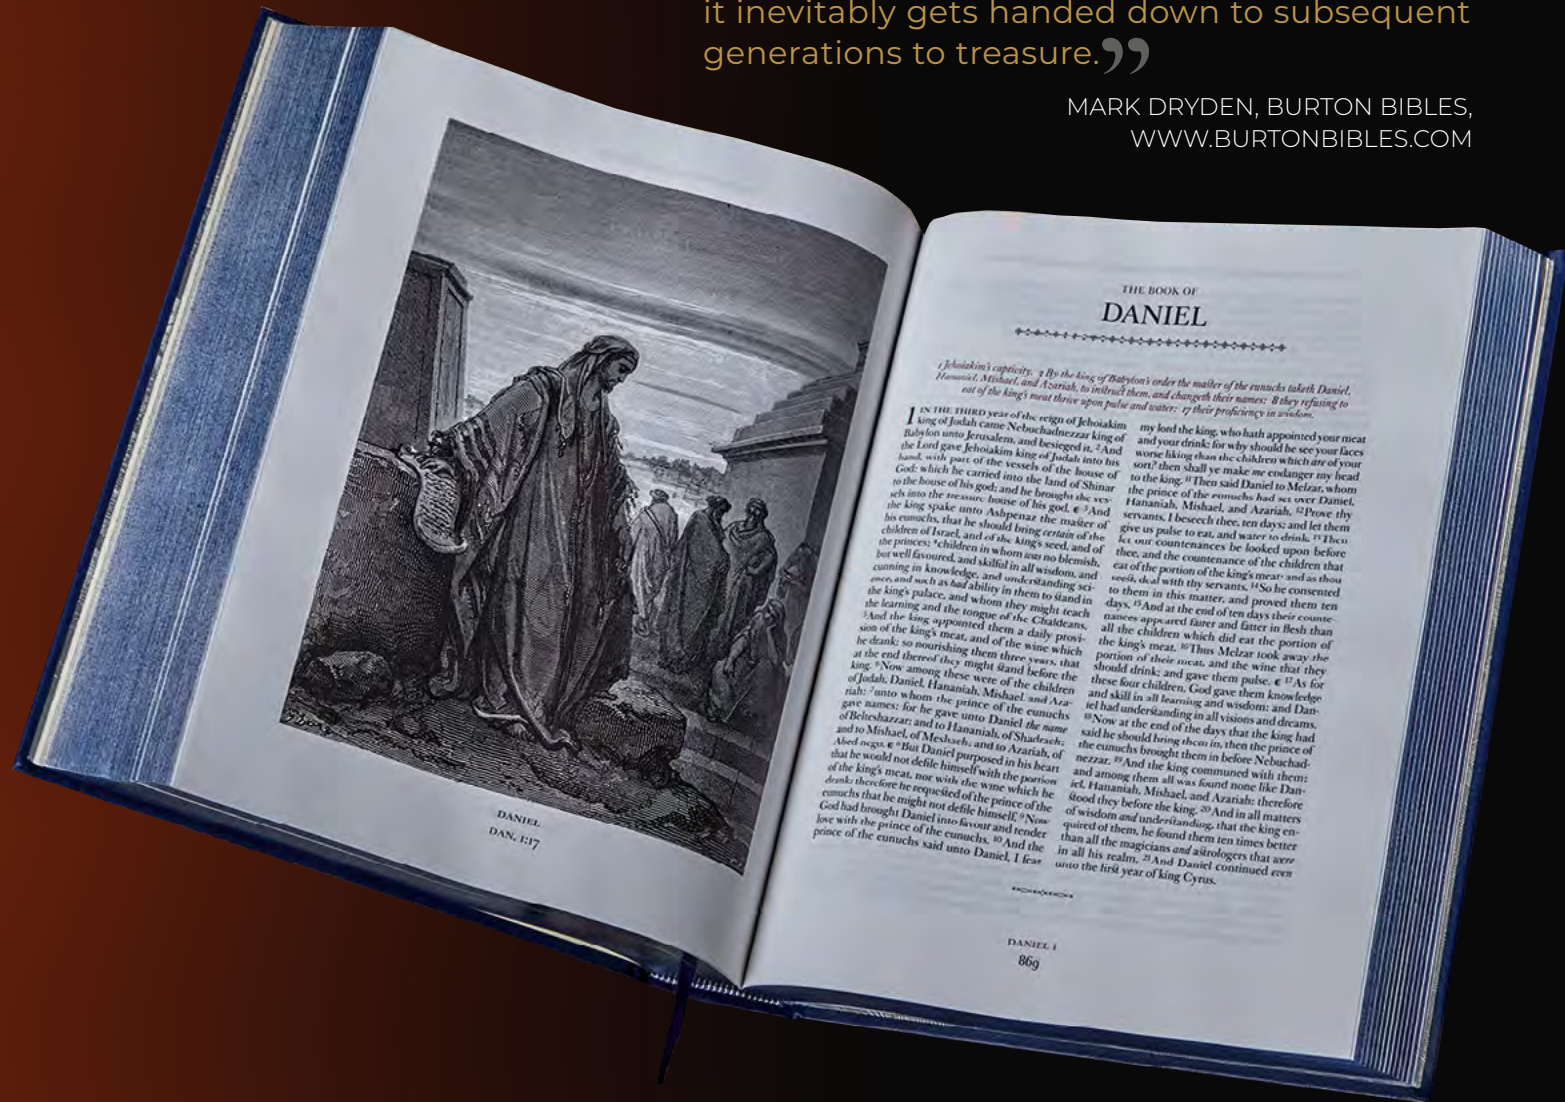 it inevitably gets handed down to subsequent
generations to treasure.”
MARK DRYDEN, BURTON BIBLES,
WWW.BURTONBIBLES.COM
DANIEL
DAN. 1:17
THE BOOK OF
DANIEL
1 Jehoiakim's captivity. 3 By the king of Babylon's order the master of the eunuchs taketh Daniel,
Hananiah, Mishael, and Azariah, to instruct them, and changeth their names: 8 they refusing to
eat of the king's meat thrive upon pulse and water: 17 their proficiency in wisdom.
1 IN THE THIRD year of the reign of Jehoiakim
king of Judah came Nebuchadnezzar king of
Babylon unto Jerusalem, and besieged it. 2And
the Lord gave Jehoiakim king of Judah into his
hand, with part of the vessels of the house of
God: which he carried into the land of Shinar
to the house of his god; and he brought the ves-
sels into the treasure house of his god. 3And
the king spake unto Ashpenaz the master of
his eunuchs, that he should bring certain of the
children of Israel, and of the king's seed, and of
the princes; 4children in whom was no blemish,
but well favoured, and skilful in all wisdom, and
cunning in knowledge, and understanding sci-
ence, and such as had ability in them to stand in
the king's palace, and whom they might teach
the learning and the tongue of the Chaldeans.
5And the king appointed them a daily provi-
sion of the king's meat, and of the wine which
he drank: so nourishing them three years, that
at the end thereof they might stand before the
king. 6Now among these were of the children
of Judah, Daniel, Hananiah, Mishael, and Aza-
riah: 7unto whom the prince of the eunuchs
gave names: for he gave unto Daniel the name
of Belteshazzar; and to Hananiah, of Shadrach;
and to Mishael, of Meshach; and to Azariah, of
Abed-nego. 8But Daniel purposed in his heart
that he would not defile himself with the portion
of the king's meat, nor with the wine which he
drank: therefore he requested of the prince of the
eunuchs that he might not defile himself. 9Now
God had brought Daniel into favour and tender
love with the prince of the eunuchs. 10And the
prince of the eunuchs said unto Daniel, I fear
my lord the king, who hath appointed your meat
and your drink: for why should he see your faces
worse liking than the children which are of your
sort? then shall ye make me endanger my head
to the king. 11Then said Daniel to Melzar, whom
the prince of the eunuchs had set over Daniel,
Hananiah, Mishael, and Azariah, 12Prove thy
servants, I beseech thee, ten days; and let them
give us pulse to eat, and water to drink. 13Then
let our countenances be looked upon before
thee, and the countenance of the children that
eat of the portion of the king's meat: and as thou
seest, deal with thy servants. 14So he consented
to them in this matter, and proved them ten
days. 15And at the end of ten days their counte-
nances appeared fairer and fatter in flesh than
all the children which did eat the portion of
the king's meat. 16Thus Melzar took away the
portion of their meat, and the wine that they
should drink; and gave them pulse. 17As for
these four children, God gave them knowledge
and skill in all learning and wisdom: and Dan-
iel had understanding in all visions and dreams.
18Now at the end of the days that the king had
said he should bring them in, then the prince of
the eunuchs brought them in before Nebuchad-
nezzar. 19And the king communed with them;
and among them all was found none like Dan-
iel, Hananiah, Mishael, and Azariah: therefore
stood they before the king. 20And in all matters
of wisdom and understanding, that the king en-
quired of them, he found them ten times better
than all the magicians and astrologers that were
in all his realm. 21And Daniel continued even
unto the first year of king Cyrus.
DANIEL 1
869